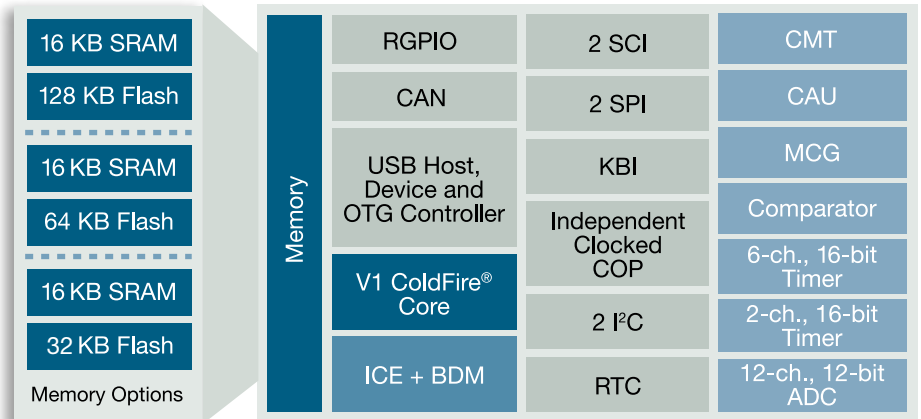 16 KB SRAM
128 KB Flash
16 KB SRAM
64 KB Flash
16 KB SRAM
32 KB Flash
Memory Options
Memory
RGPIO
CAN
USB Host,
Device and
OTG Controller
V1 ColdFire®
Core
ICE + BDM
2 SCI
2 SPI
KBI
Independent
Clocked
COP
2 I²C
RTC
CMT
CAU
MCG
Comparator
6-ch., 16-bit
Timer
2-ch., 16-bit
Timer
12-ch., 12-bit
ADC